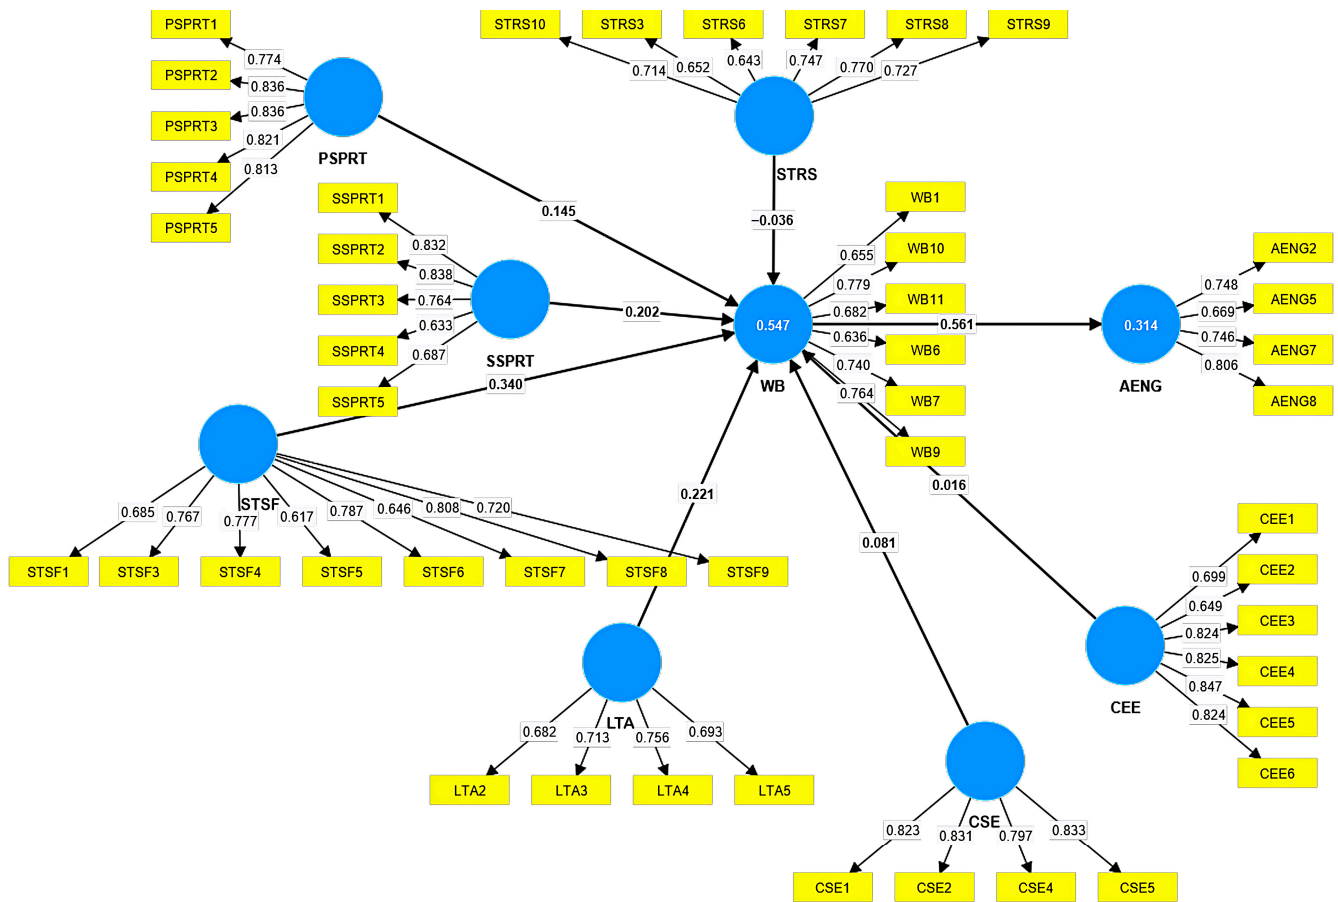 PSPRT1
PSPRT2
PSPRT3
PSPRT4
PSPRT5
0.774
0.836
0.836
0.821
0.813
PSPRT
STRS10
STRS3
STRS6
STRS7
STRS8
STRS9
0.714
0.652
0.643
0.747
0.770
0.727
STRS
SSPRT1
SSPRT2
SSPRT3
SSPRT4
SSPRT5
0.832
0.838
0.764
0.633
0.687
SSPRT
0.145
–0.036
0.202
0.340
0.221
0.081
0.016
0.547
WB
WB1
WB10
WB11
WB6
WB7
WB9
0.655
0.779
0.682
0.636
0.740
0.764
0.561
0.314
AENG
0.748
0.669
0.746
0.806
AENG2
AENG5
AENG7
AENG8
STSF
0.685
0.767
0.777
0.617
0.787
0.646
0.808
0.720
STSF1
STSF3
STSF4
STSF5
STSF6
STSF7
STSF8
STSF9
LTA
0.682
0.713
0.756
0.693
LTA2
LTA3
LTA4
LTA5
CSE
0.823
0.831
0.797
0.833
CSE1
CSE2
CSE4
CSE5
CEE
0.699
0.649
0.824
0.825
0.847
0.824
CEE1
CEE2
CEE3
CEE4
CEE5
CEE6